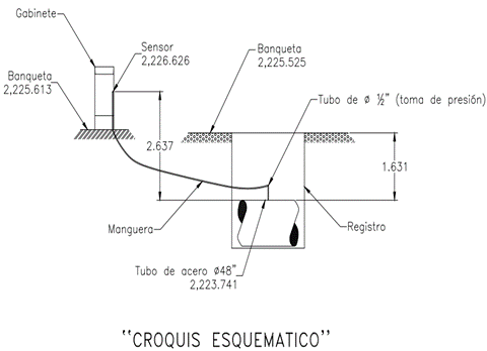 Gabinete
Sensor
2,226.626
Banqueta
2,225.525
Banqueta
2,225.613
Tubo de ø ½" (toma de presión)
2.637
1.631
Manguera
Registro
Tubo de acero ø48"
2,223.741
"CROQUIS ESQUEMATICO"